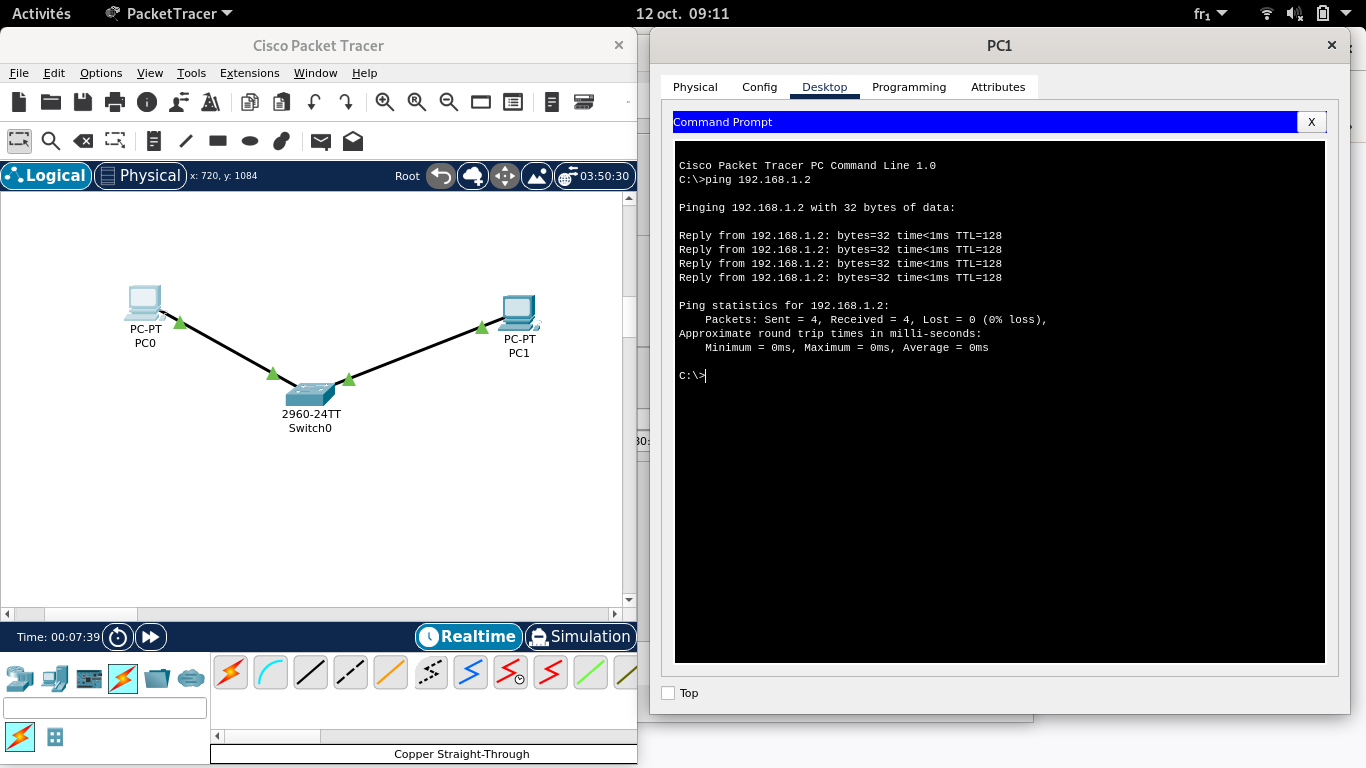 Activités
PacketTracer
12 oct. 09:11
fr₁
Cisco Packet Tracer
File Edit Options View Tools Extensions Window Help
Logical
Physical
x: 720, y: 1084
Root
03:50:30
PC-PT
PC0
PC-PT
PC1
2960-24TT
Switch0
Time: 00:07:39
Realtime
Simulation
Copper Straight-Through
30:
PC1
Physical Config Desktop Programming Attributes
Command Prompt
X
Cisco Packet Tracer PC Command Line 1.0
C:\>ping 192.168.1.2
Pinging 192.168.1.2 with 32 bytes of data:
Reply from 192.168.1.2: bytes=32 time<1ms TTL=128
Reply from 192.168.1.2: bytes=32 time<1ms TTL=128
Reply from 192.168.1.2: bytes=32 time<1ms TTL=128
Reply from 192.168.1.2: bytes=32 time<1ms TTL=128
Ping statistics for 192.168.1.2:
Packets: Sent = 4, Received = 4, Lost = 0 (0% loss),
Approximate round trip times in milli-seconds:
Minimum = 0ms, Maximum = 0ms, Average = 0ms
C:\>
Top